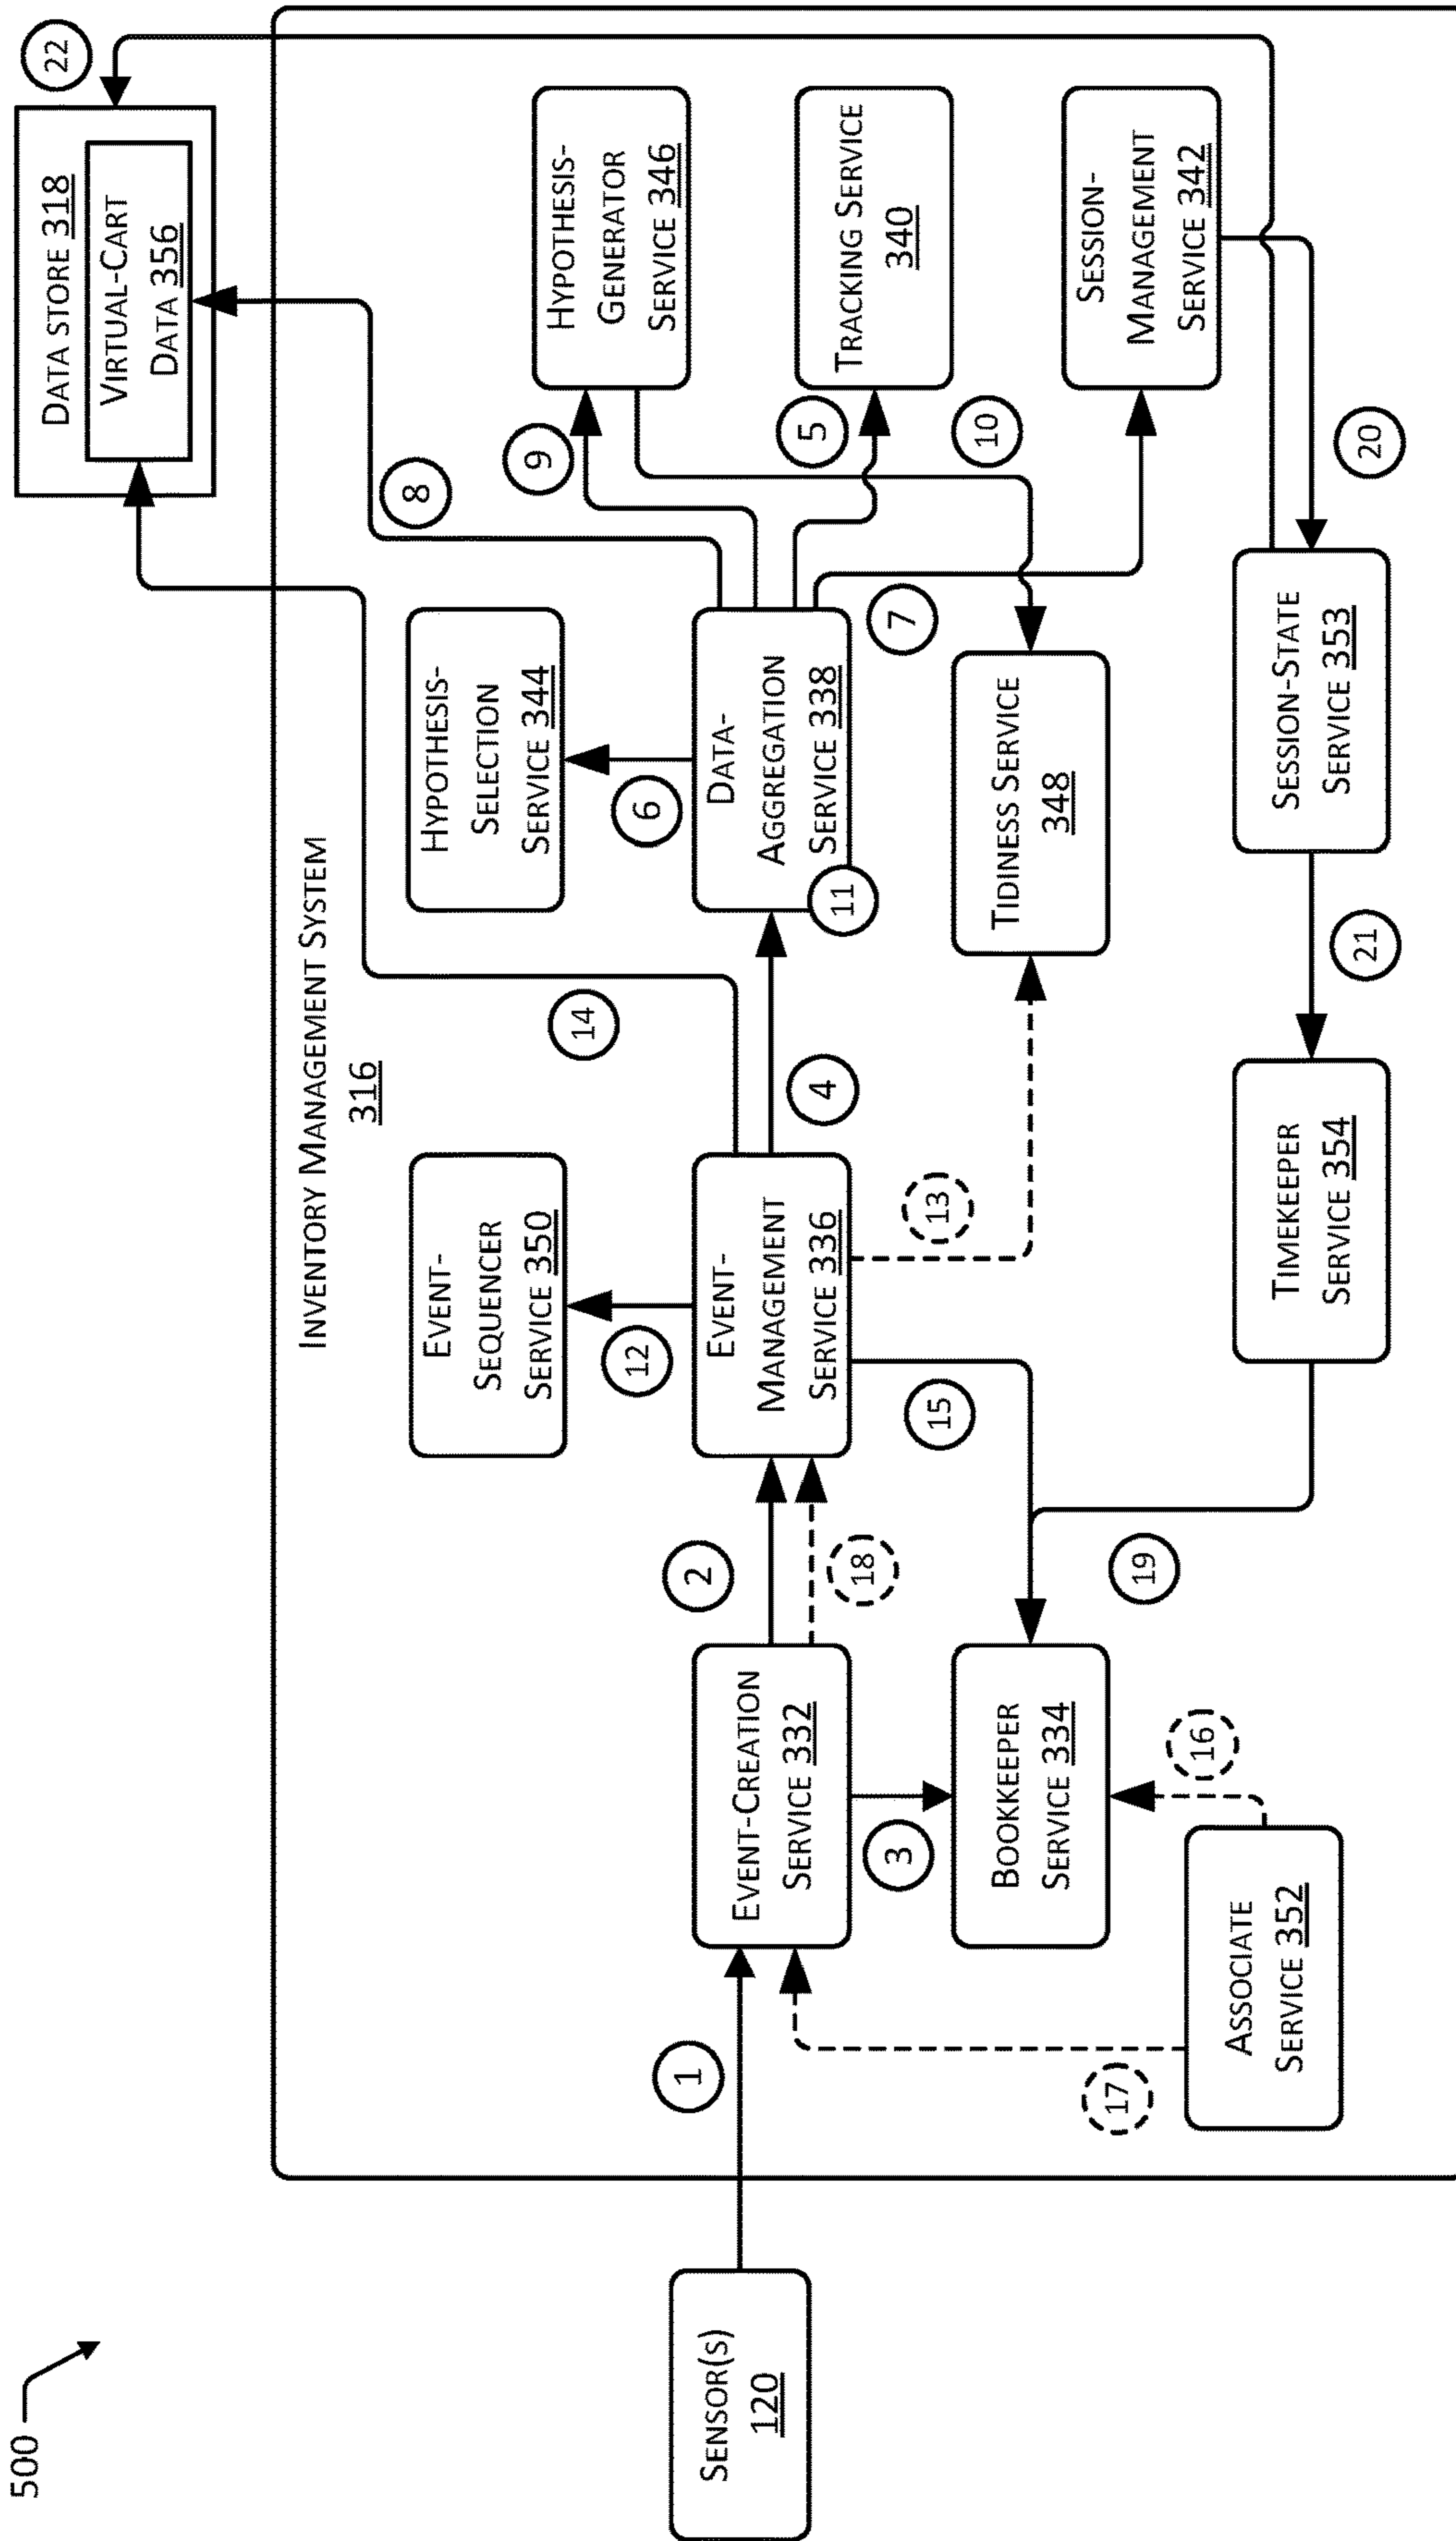 500
SENSOR(S)
120
1
INVENTORY MANAGEMENT SYSTEM
316
EVENT-CREATION
SERVICE 332
2
18
3
BOOKKEEPER
SERVICE 334
16
17
ASSOCIATE
SERVICE 352
EVENT-
SEQUENCER
SERVICE 350
12
EVENT-
MANAGEMENT
SERVICE 336
14
4
13
15
19
TIMEKEEPER
SERVICE 354
21
HYPOTHESIS-
SELECTION
SERVICE 344
6
DATA-
AGGREGATION
SERVICE 338
11
7
TIDINESS SERVICE
348
SESSION-STATE
SERVICE 353
20
DATA STORE 318
VIRTUAL-CART
DATA 356
22
8
9
HYPOTHESIS-
GENERATOR
SERVICE 346
5
TRACKING SERVICE
340
10
SESSION-
MANAGEMENT
SERVICE 342